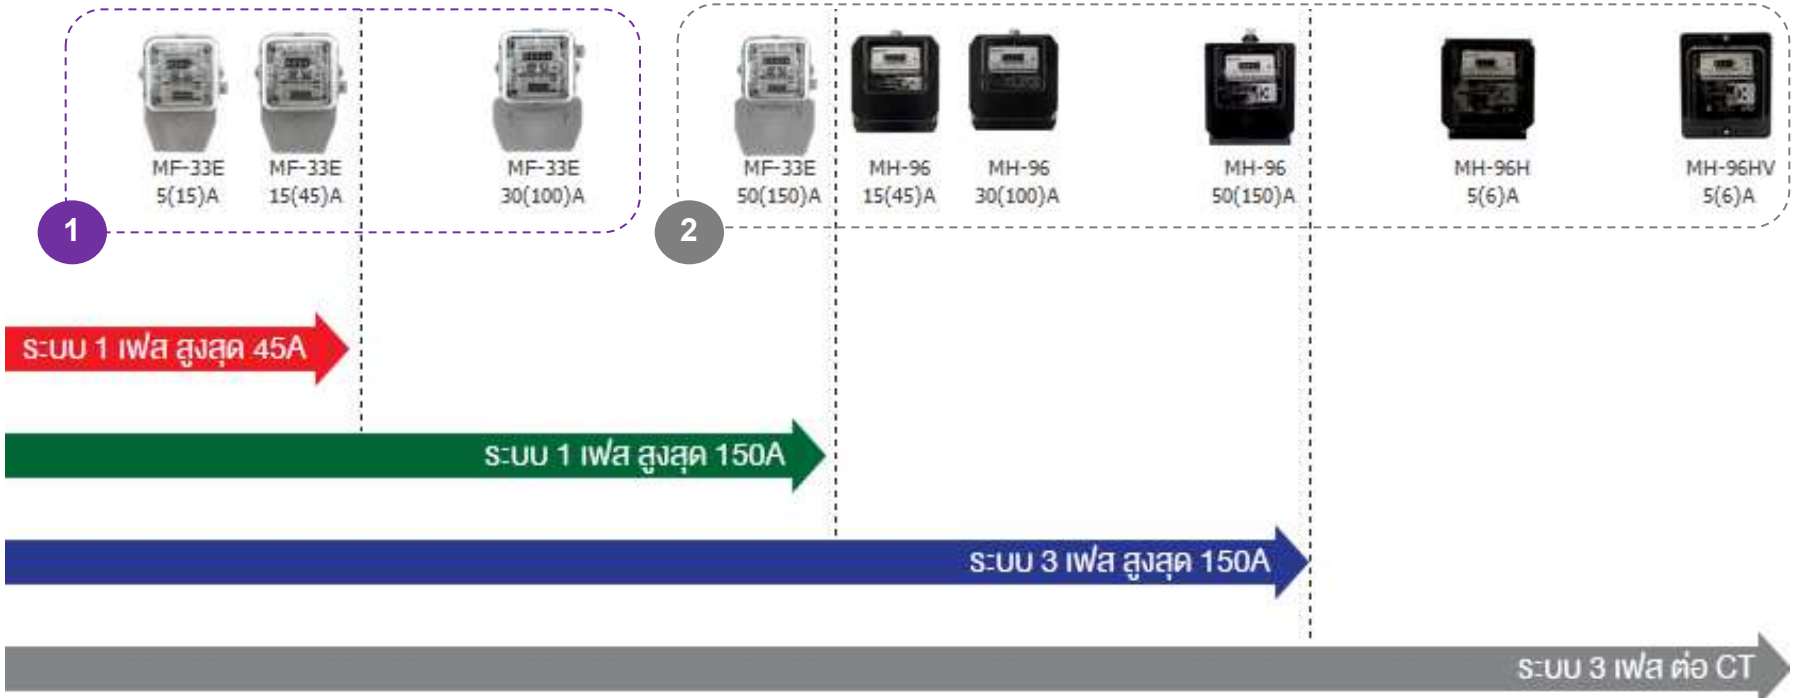 MF-33E
5(15)A
MF-33E
15(45)A
MF-33E
30(100)A
MF-33E
50(150)A
MH-96
15(45)A
MH-96
30(100)A
MH-96
50(150)A
MH-96H
5(6)A
MH-96HV
5(6)A
1
2
ระบบ 1 เฟส สูงสุด 45A
ระบบ 1 เฟส สูงสุด 150A
ระบบ 3 เฟส สูงสุด 150A
ระบบ 3 เฟส ต่อ CT